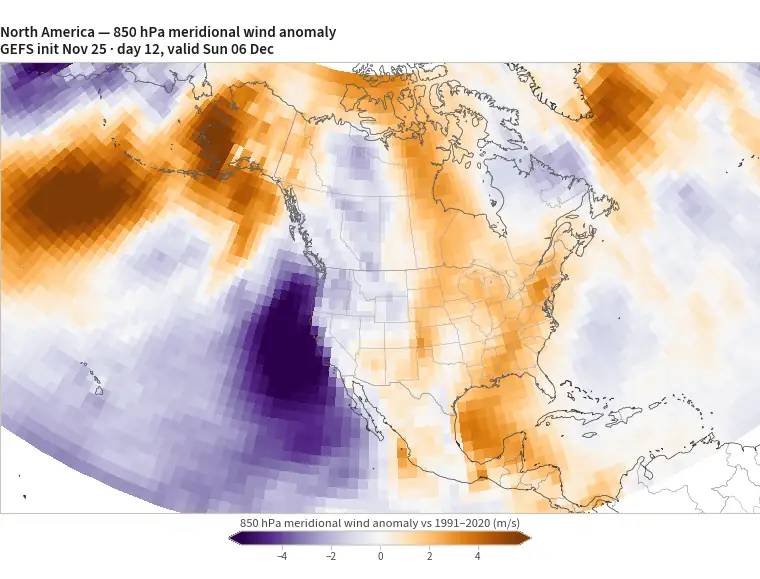 North America — 850 hPa meridional wind anomaly
GEFS init Nov 25 · day 12, valid Sun 06 Dec
850 hPa meridional wind anomaly vs 1991–2020 (m/s)
−4 −2 0 2 4